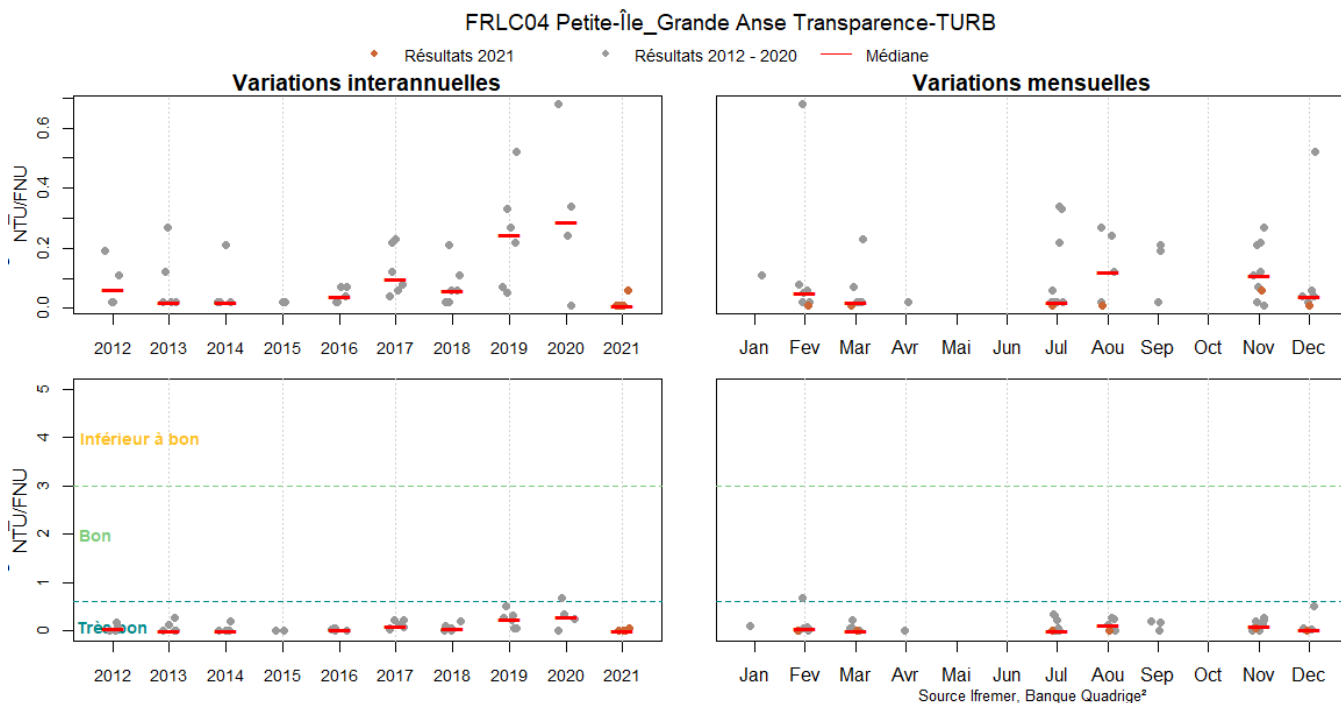 FRLC04 Petite-Île_Grande Anse Transparence-TURB
Résultats 2021 Résultats 2012 - 2020 Médiane
Variations interannuelles
NTU/FNU
0.6
0.4
0.2
0.0
2012 2013 2014 2015 2016 2017 2018 2019 2020 2021
Variations mensuelles
Jan Fev Mar Avr Mai Jun Jul Aou Sep Oct Nov Dec
NTU/FNU
5
4
3
2
1
0
Inférieur à bon
Bon
Très bon
2012 2013 2014 2015 2016 2017 2018 2019 2020 2021
Jan Fev Mar Avr Mai Jun Jul Aou Sep Oct Nov Dec
Source Ifremer, Banque Quadrige²